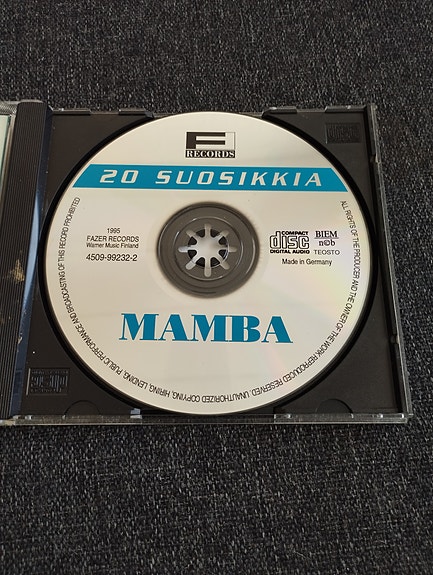 F
RECORDS
20 SUOSIKKIA
1995
FAZER RECORDS
Warner Music Finland
4509-99232-2
COMPACT
disc
DIGITAL AUDIO
BIEM
n©b
TEOSTO
Made in Germany
MAMBA
ALL RIGHTS OF THE PRODUCER AND THE OWNER OF THE WORK REPRODUCED RESERVED. UNAUTHORIZED COPYING, HIRING, LENDING, PUBLIC PERFORMANCE AND BROADCASTING OF THIS RECORD PROHIBITED